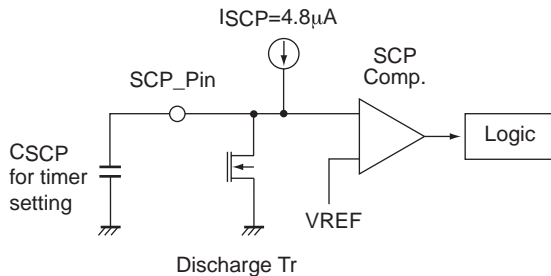 ISCP=4.8μA
SCP
Comp.
SCP_Pin
CSCP
for timer
setting
Logic
VREF
Discharge Tr